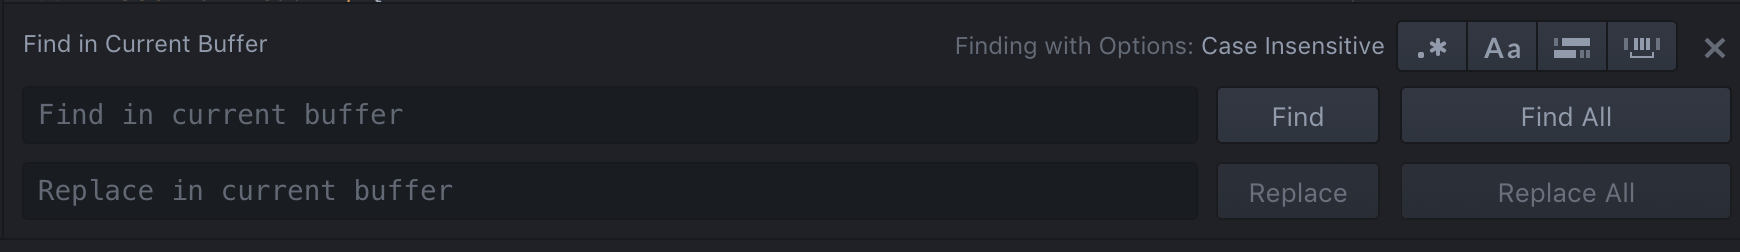 Find in Current Buffer
Finding with Options: Case Insensitive
.* Aa
Find in current buffer
Find
Find All
Replace in current buffer
Replace
Replace All